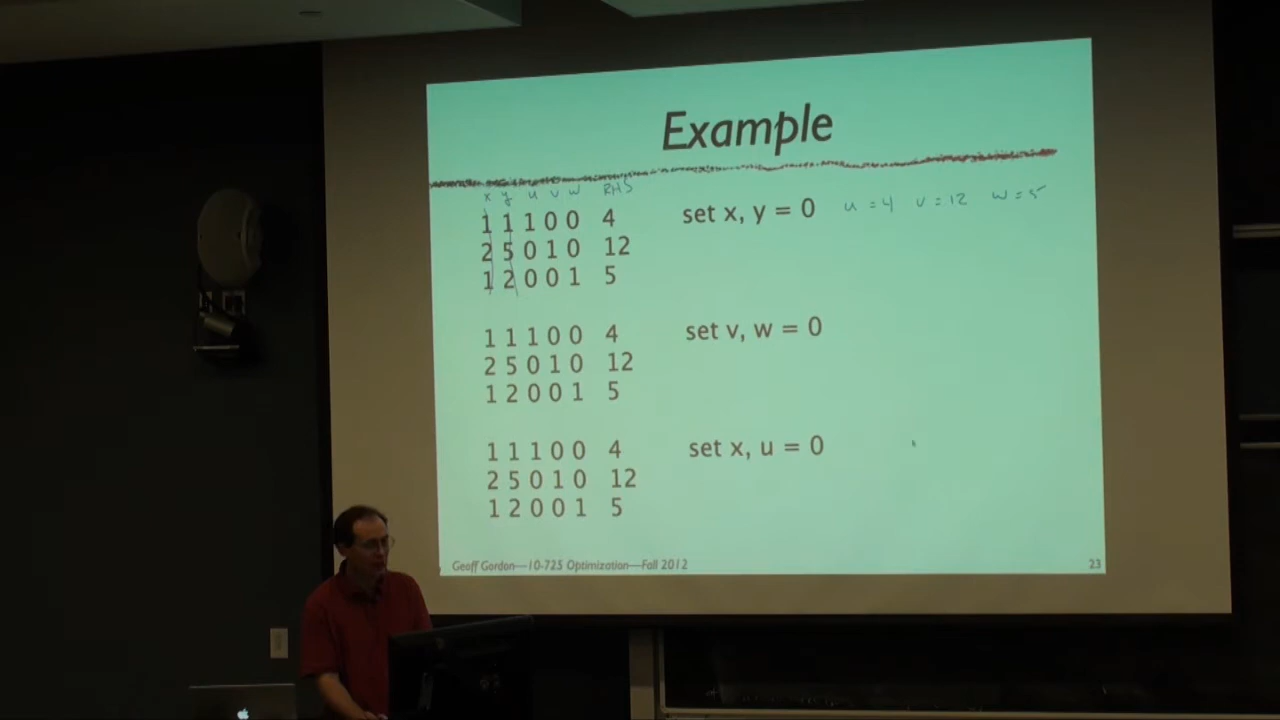 Example
x y u v w RHS
1 1 1 0 0 4 set x, y = 0 u = 4 v = 12 w = 5
2 5 0 1 0 12
1 2 0 0 1 5
1 1 1 0 0 4 set v, w = 0
2 5 0 1 0 12
1 2 0 0 1 5
1 1 1 0 0 4 set x, u = 0
2 5 0 1 0 12
1 2 0 0 1 5
Geoff Gordon—10-725 Optimization—Fall 2012 23